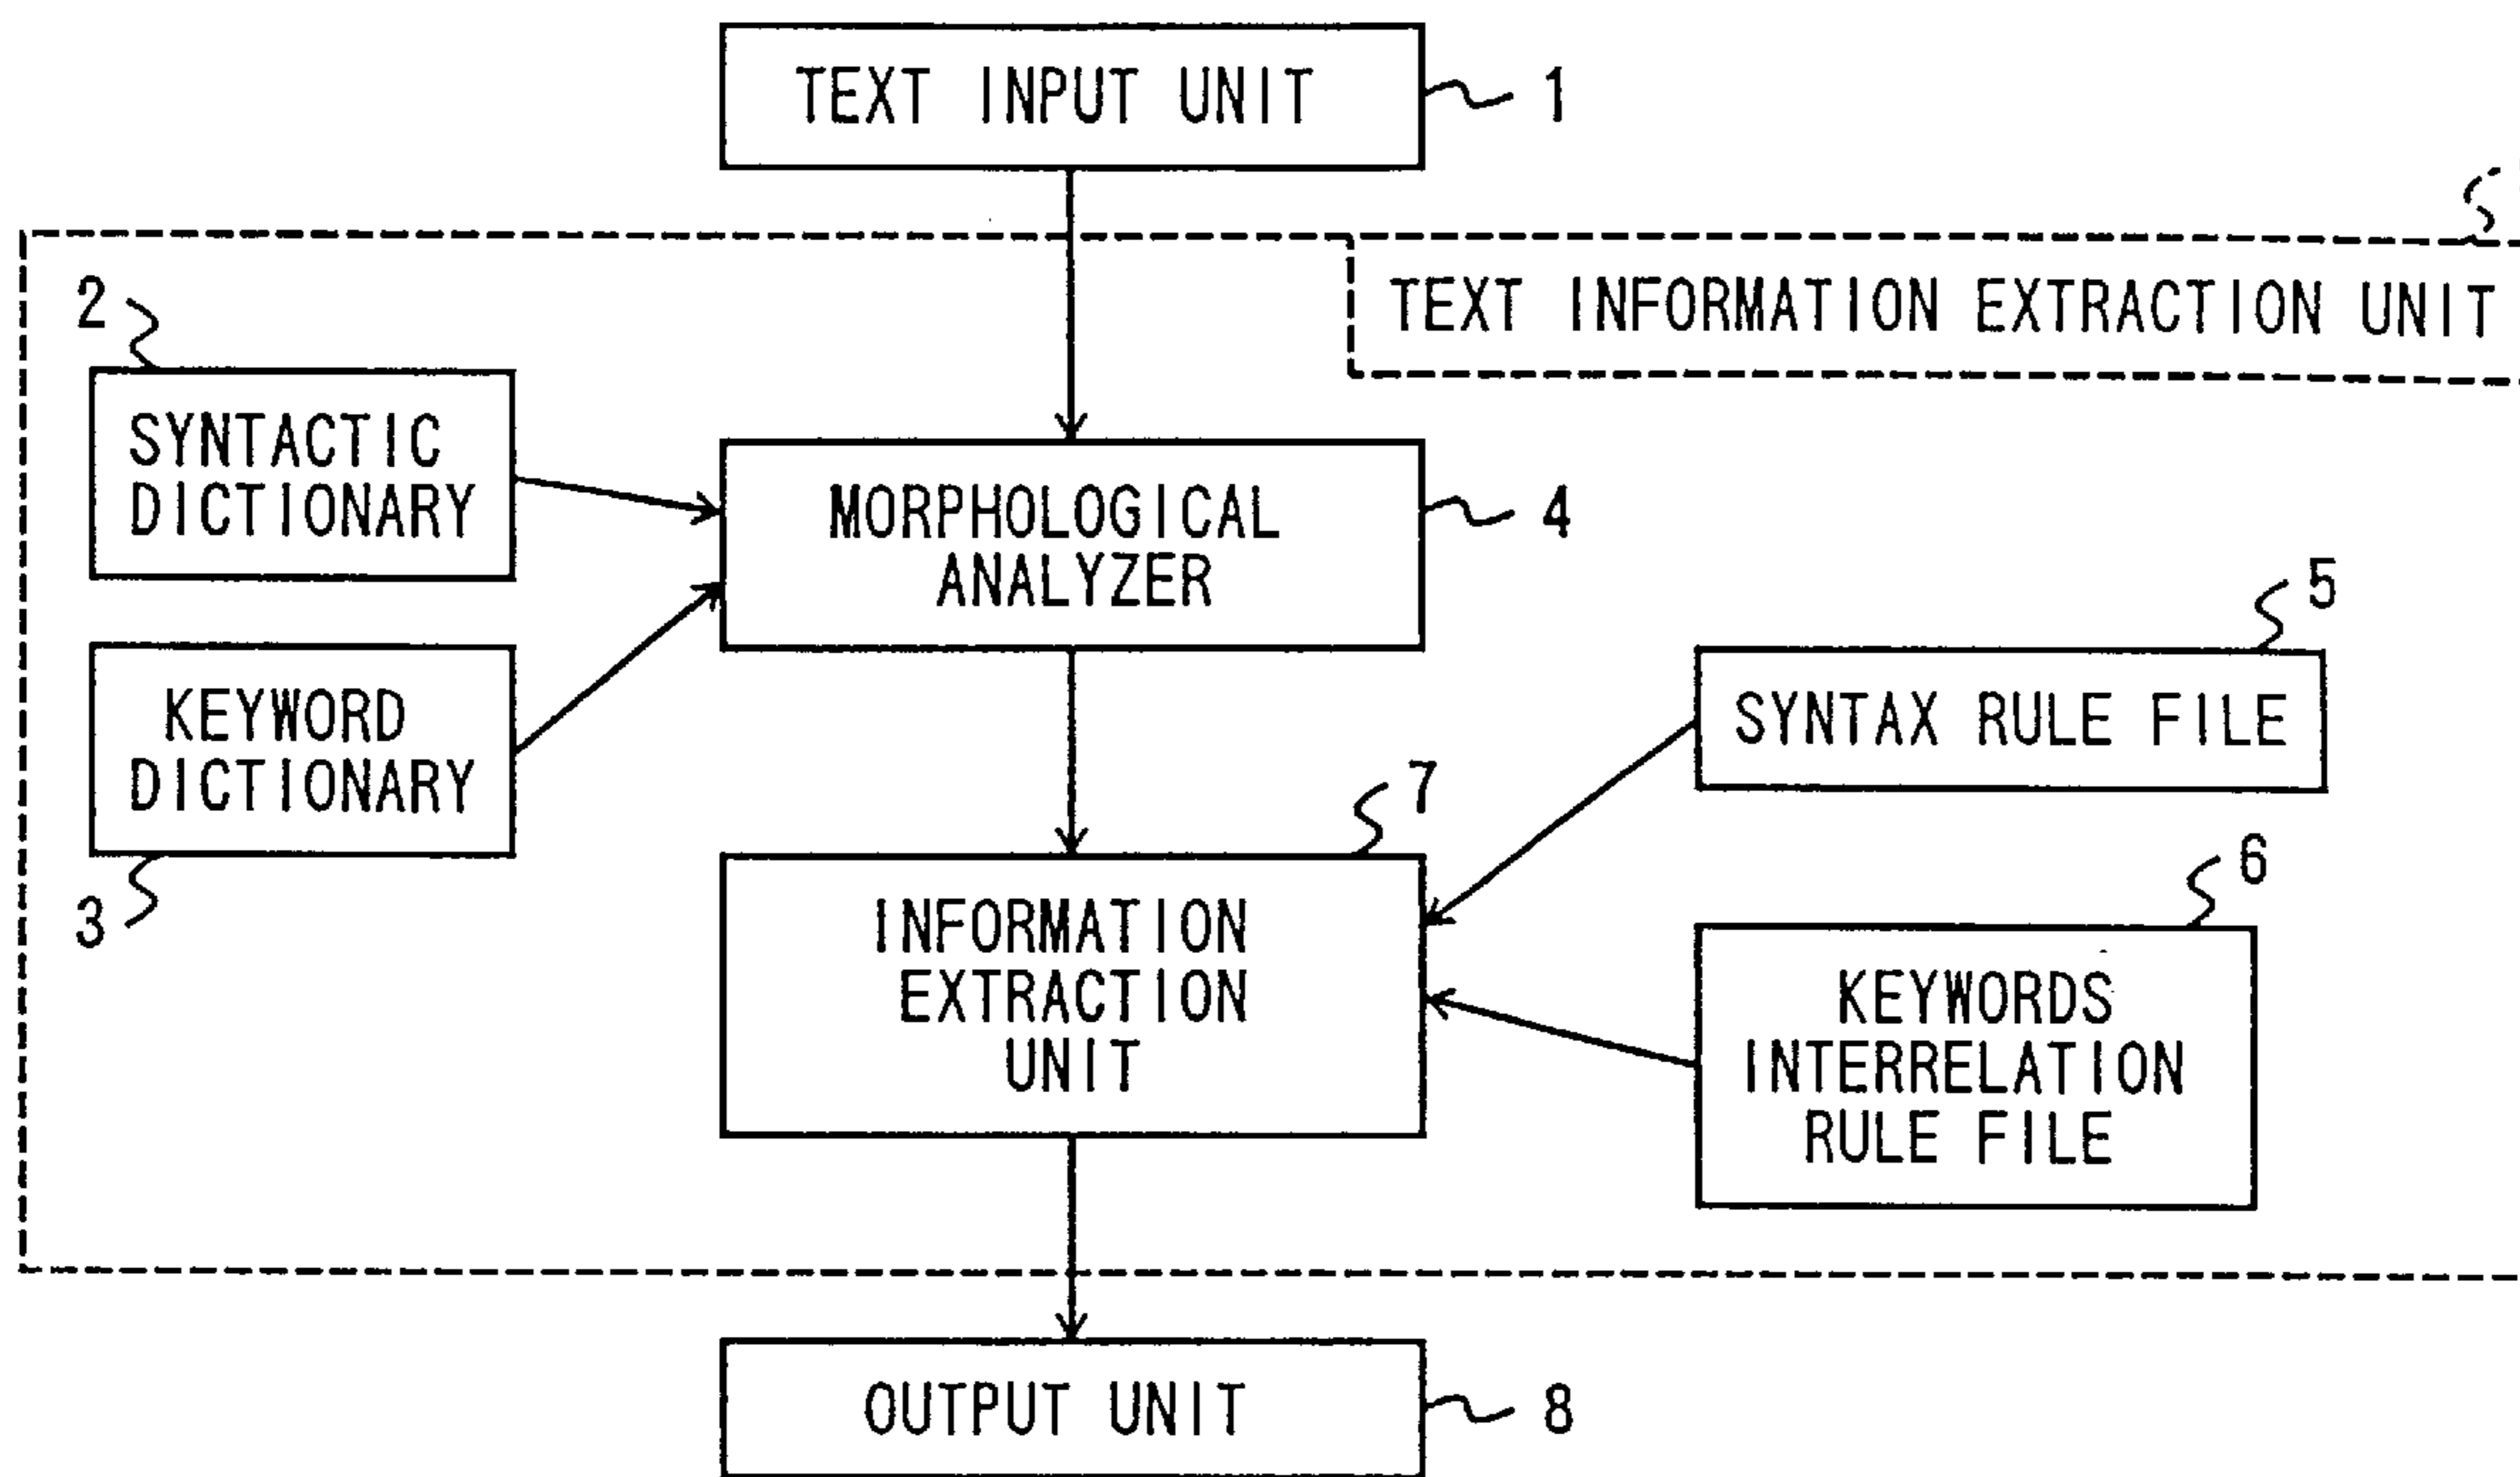 TEXT INPUT UNIT
1
TEXT INFORMATION EXTRACTION UNIT
2
SYNTACTIC
DICTIONARY
MORPHOLOGICAL
ANALYZER
4
KEYWORD
DICTIONARY
3
5
SYNTAX RULE FILE
7
INFORMATION
EXTRACTION
UNIT
6
KEYWORDS
INTERRELATION
RULE FILE
OUTPUT UNIT
8